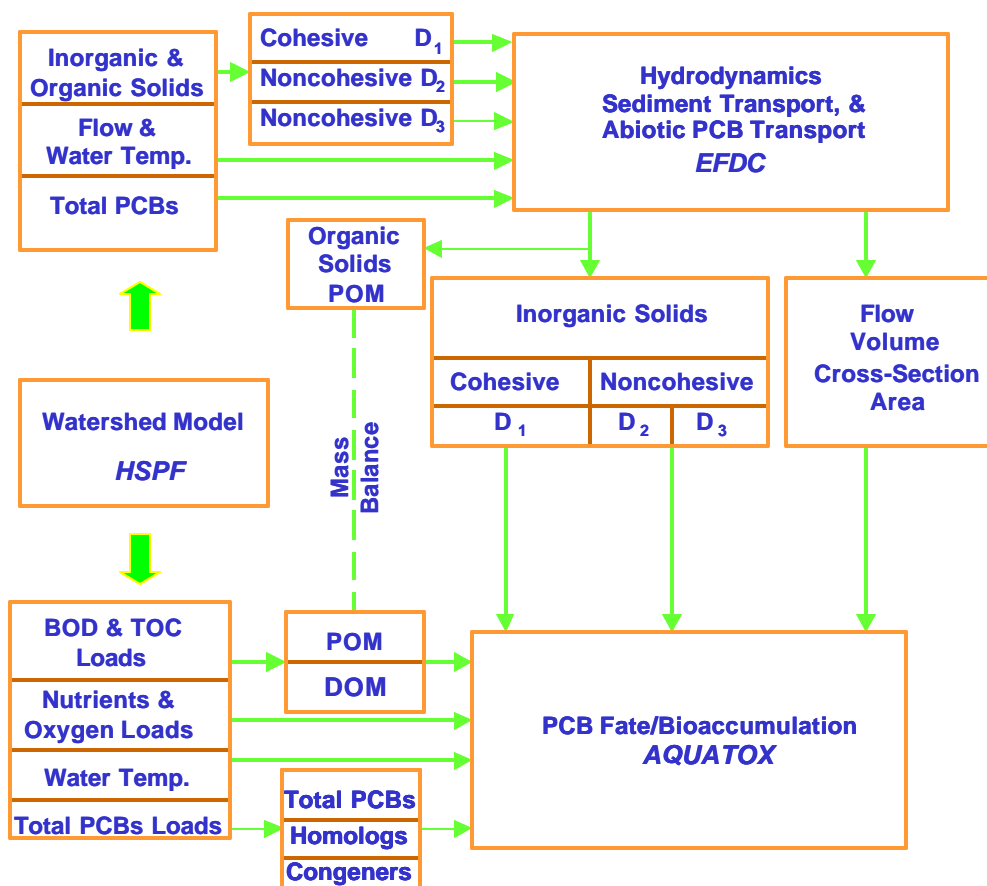 Inorganic &
Organic Solids
Flow &
Water Temp.
Total PCBs
Cohesive D1
Noncohesive D2
Noncohesive D3
Hydrodynamics
Sediment Transport, &
Abiotic PCB Transport
EFDC
Organic
Solids
POM
Inorganic Solids
Cohesive Noncohesive
D1 D2 D3
Flow
Volume
Cross-Section
Area
Watershed Model
HSPF
Mass
Balance
BOD & TOC
Loads
Nutrients &
Oxygen Loads
Water Temp.
Total PCBs Loads
POM
DOM
Total PCBs
Homologs
Congeners
PCB Fate/Bioaccumulation
AQUATOX